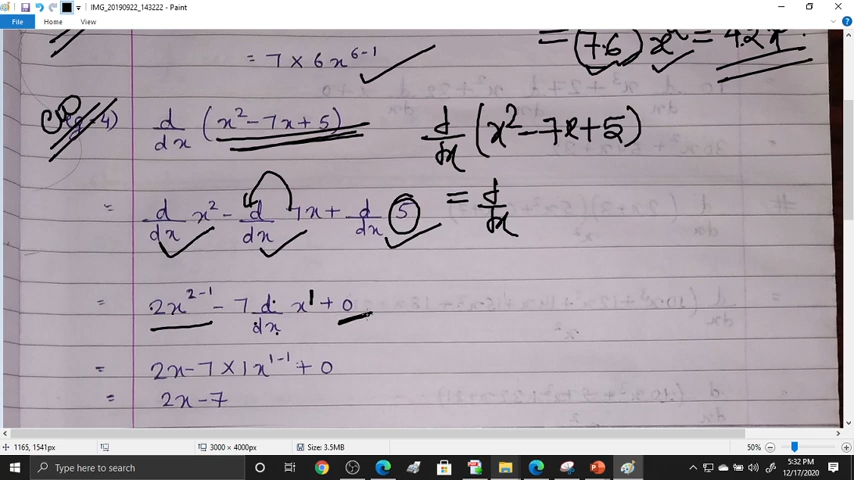 IMG_20190922_143222 - Paint
File Home View
= 7 × 6x^6-1
= (7·6) x = 42x
d/dx (x² - 7x + 5)
d/dx (x² - 7x + 5)
= d/dx x² - d/dx 7x + d/dx 5
= d/dx
= 2x^2-1 - 7 d/dx x^1 + 0
= 2x - 7 × 1x^1-1 + 0
= 2x - 7
1165, 1541px
3000 × 4000px
Size: 3.5MB
50%
Type here to search
5:32 PM
12/17/2020